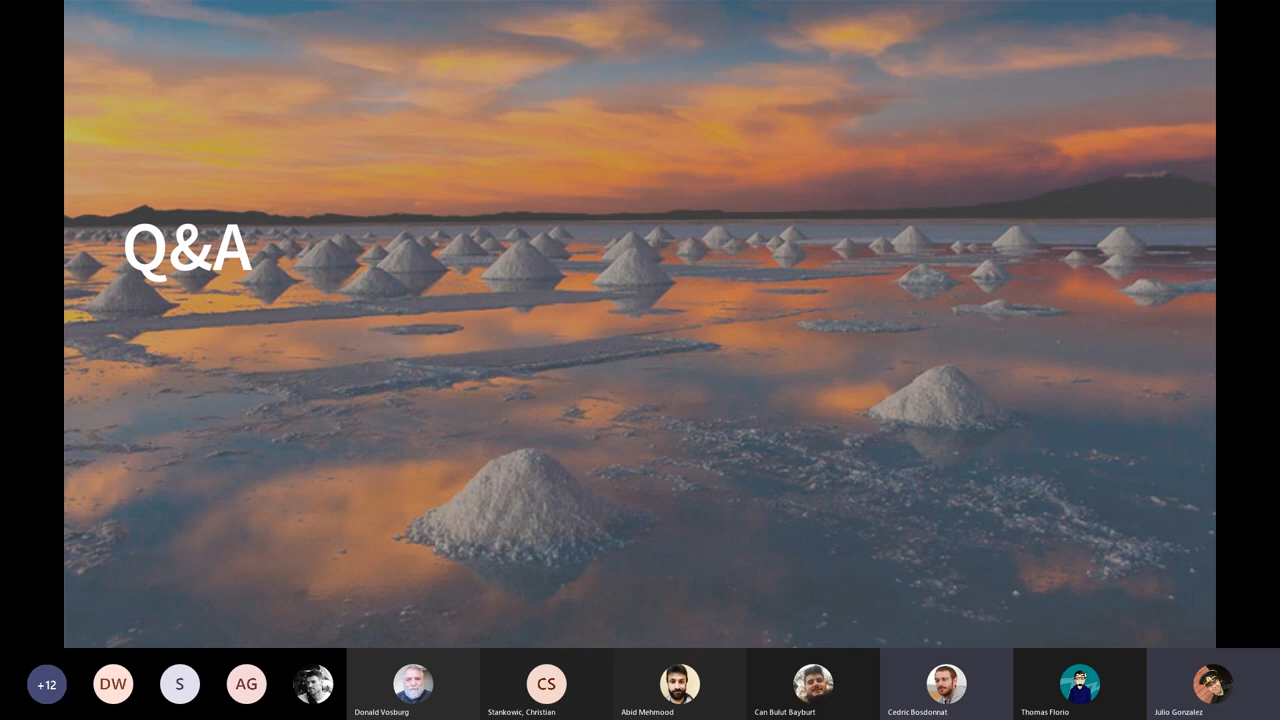 Q&A
+12
DW
S
AG
Donald Vosburg
CS
Stankowic, Christian
Abid Mehmood
Can Bulut Bayburt
Cedric Bosdonnat
Thomas Florio
Julio Gonzalez